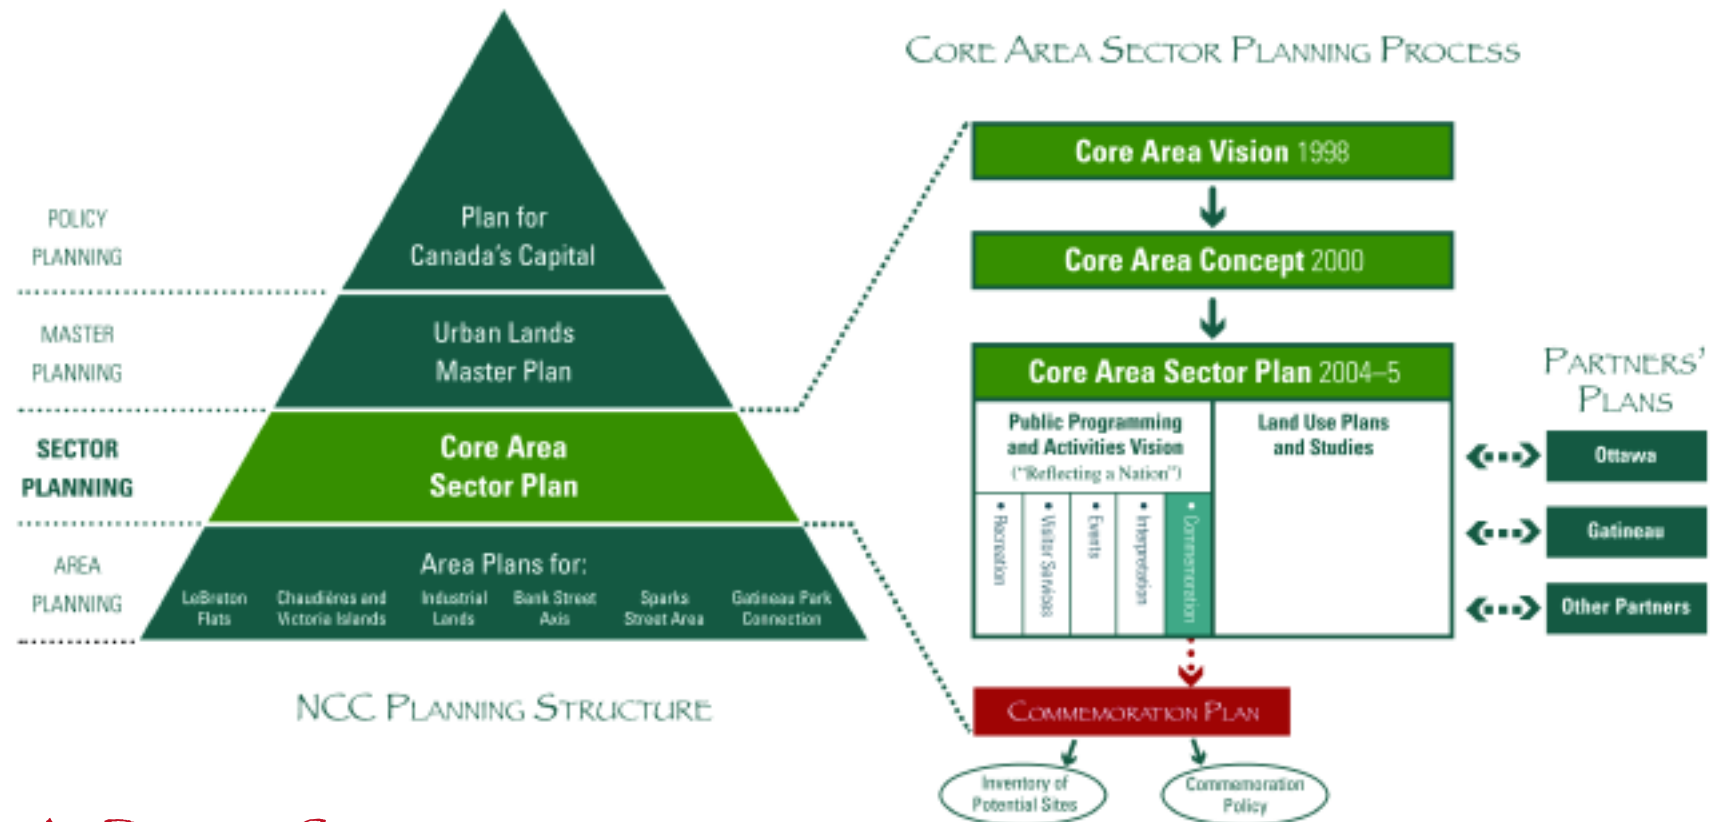 CORE AREA SECTOR PLANNING PROCESS
POLICY
PLANNING
Plan for
Canada's Capital
MASTER
PLANNING
Urban Lands
Master Plan
SECTOR
PLANNING
Core Area
Sector Plan
AREA
PLANNING
Area Plans for:
LeBreton
Flats
Chaudières and
Victoria Islands
Industrial
Lands
Bank Street
Axis
Sparks
Street Area
Gatineau Park
Connection
NCC PLANNING STRUCTURE
Core Area Vision 1998
Core Area Concept 2000
Core Area Sector Plan 2004–5
Public Programming
and Activities Vision
("Reflecting a Nation")
• Recreation
• Visitor Services
• Events
• Interpretation
• Commemoration
Land Use Plans
and Studies
PARTNERS'
PLANS
Ottawa
Gatineau
Other Partners
COMMEMORATION PLAN
Inventory of
Potential Sites
Commemoration
Policy